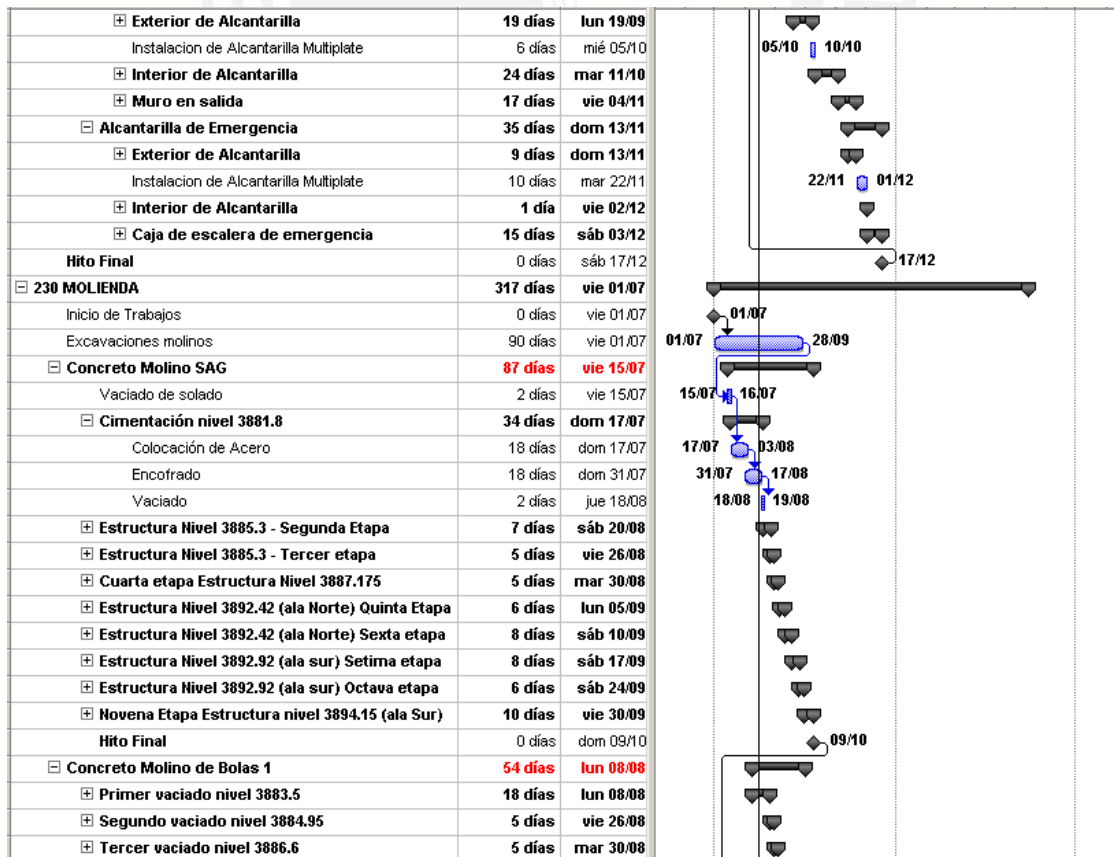 Exterior de Alcantarilla 19 días lun 19/09
Instalacion de Alcantarilla Multiplate 6 días mié 05/10 05/10 10/10
Interior de Alcantarilla 24 días mar 11/10
Muro en salida 17 días vie 04/11
Alcantarilla de Emergencia 35 días dom 13/11
Exterior de Alcantarilla 9 días dom 13/11
Instalacion de Alcantarilla Multiplate 10 días mar 22/11 22/11 01/12
Interior de Alcantarilla 1 día vie 02/12
Caja de escalera de emergencia 15 días sáb 03/12
Hito Final 0 días sáb 17/12 17/12
230 MOLIENDA 317 días vie 01/07
Inicio de Trabajos 0 días vie 01/07 01/07
Excavaciones molinos 90 días vie 01/07 01/07 28/09
Concreto Molino SAG 87 días vie 15/07
Vaciado de solado 2 días vie 15/07 15/07 16/07
Cimentación nivel 3881.8 34 días dom 17/07
Colocación de Acero 18 días dom 17/07 17/07 03/08
Encofrado 18 días dom 31/07 31/07 17/08
Vaciado 2 días jue 18/08 18/08 19/08
Estructura Nivel 3885.3 - Segunda Etapa 7 días sáb 20/08
Estructura Nivel 3885.3 - Tercer etapa 5 días vie 26/08
Cuarta etapa Estructura Nivel 3887.175 5 días mar 30/08
Estructura Nivel 3892.42 (ala Norte) Quinta Etapa 6 días lun 05/09
Estructura Nivel 3892.42 (ala Norte) Sexta etapa 8 días sáb 10/09
Estructura Nivel 3892.92 (ala sur) Setima etapa 8 días sáb 17/09
Estructura Nivel 3892.92 (ala sur) Octava etapa 6 días sáb 24/09
Novena Etapa Estructura nivel 3894.15 (ala Sur) 10 días vie 30/09
Hito Final 0 días dom 09/10 09/10
Concreto Molino de Bolas 1 54 días lun 08/08
Primer vaciado nivel 3883.5 18 días lun 08/08
Segundo vaciado nivel 3884.95 5 días vie 26/08
Tercer vaciado nivel 3886.6 5 días mar 30/08